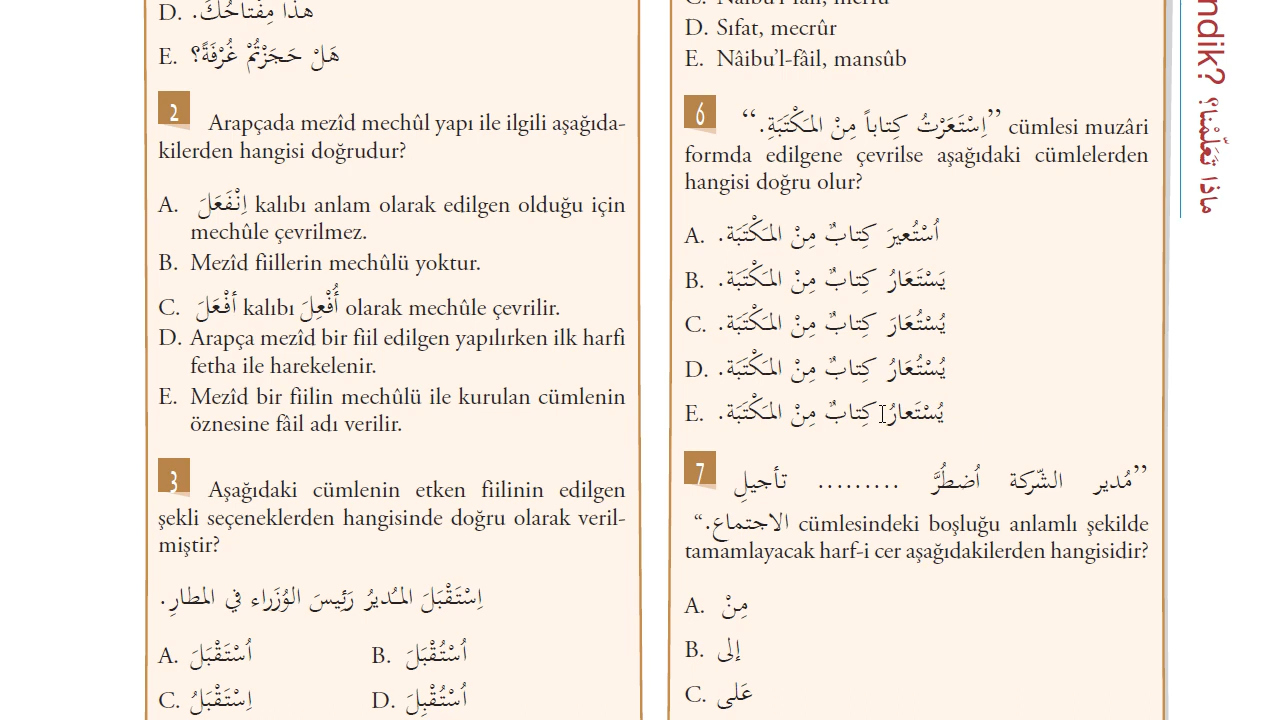 D. هذا مِفْتاحُكَ.
E. هَلْ حَجَزْتُمْ غُرْفَةً؟
2 Arapçada mezîd mechûl yapı ile ilgili aşağıda-
kilerden hangisi doğrudur?
A. اِنْفَعَلَ kalıbı anlam olarak edilgen olduğu için
mechûle çevrilmez.
B. Mezîd fiillerin mechûlü yoktur.
C. أَفْعَلَ kalıbı أُفْعِلَ olarak mechûle çevrilir.
D. Arapça mezîd bir fiil edilgen yapılırken ilk harfi
fetha ile harekelenir.
E. Mezîd bir fiilin mechûlü ile kurulan cümlenin
öznesine fâil adı verilir.
3 Aşağıdaki cümlenin etken fiilinin edilgen
şekli seçeneklerden hangisinde doğru olarak veril-
miştir?
اِسْتَقْبَلَ المُديرُ رَئِيسَ الوُزَراء في المطارِ.
A. اُسْتَقْبَلَ B. اُسْتُقْبَلَ
C. اِسْتَقْبَلُ D. اُسْتُقْبِلَ
D. Sıfat, mecrûr
E. Nâibu’l-fâil, mansûb
6 “اِسْتَعَرْتُ كِتاباً مِنْ المَكْتَبَةِ.” cümlesi muzâri
formda edilgene çevrilse aşağıdaki cümlelerden
hangisi doğru olur?
A. اُسْتُعيرَ كِتابٌ مِنْ المَكْتَبَة.
B. يَسْتَعَارُ كِتابٌ مِنْ المَكْتَبَة.
C. يُسْتُعَارَ كِتابٌ مِنْ المَكْتَبَة.
D. يُسْتُعَارُ كِتابٌ مِنْ المَكْتَبَة.
E. يُسْتَعارُ كِتابٌ مِنْ المَكْتَبَة.
7 ”مُدير الشّركة اُضطُرَّ ......... تأجيلِ
الاجتماع.“ cümlesindeki boşluğu anlamlı şekilde
tamamlayacak harf-i cer aşağıdakilerden hangisidir?
A. مِنْ
B. إلى
C. عَلى
ndik? ماذا تَعَلَّمْنا؟